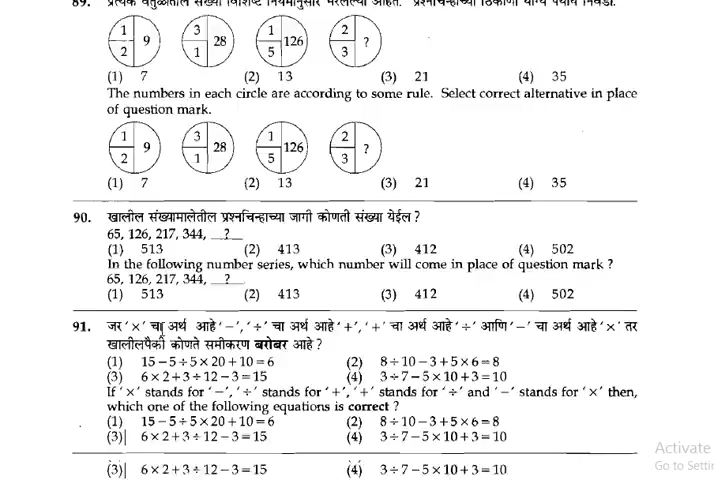 89. प्रत्येक वर्तुळातील संख्या विशिष्ट नियमानुसार भरलेल्या आहेत. प्रश्नचिन्हाच्या ठिकाणी योग्य पर्याय निवडा.
1 2 9 3 1 28 1 5 126 2 3 ?
(1) 7 (2) 13 (3) 21 (4) 35
The numbers in each circle are according to some rule. Select correct alternative in place
of question mark.
1 2 9 3 1 28 1 5 126 2 3 ?
(1) 7 (2) 13 (3) 21 (4) 35
90. खालील संख्यामालेतील प्रश्नचिन्हाच्या जागी कोणती संख्या येईल ?
65, 126, 217, 344, ?
(1) 513 (2) 413 (3) 412 (4) 502
In the following number series, which number will come in place of question mark ?
65, 126, 217, 344, ?
(1) 513 (2) 413 (3) 412 (4) 502
91. जर ‘×’ चा अर्थ आहे ‘−’, ‘÷’ चा अर्थ आहे ‘+’, ‘+’ चा अर्थ आहे ‘÷’ आणि ‘−’ चा अर्थ आहे ‘×’ तर
खालीलपैकी कोणते समीकरण बरोबर आहे ?
(1) 15−5÷5×20+10=6 (2) 8÷10−3+5×6=8
(3) 6×2+3÷12−3=15 (4) 3÷7−5×10+3=10
If ‘×’ stands for ‘−’, ‘÷’ stands for ‘+’, ‘+’ stands for ‘÷’ and ‘−’ stands for ‘×’ then,
which one of the following equations is correct ?
(1) 15−5÷5×20+10=6 (2) 8÷10−3+5×6=8
(3) 6×2+3÷12−3=15 (4) 3÷7−5×10+3=10
(3) 6×2+3÷12−3=15 (4) 3÷7−5×10+3=10
Activate
Go to Settin